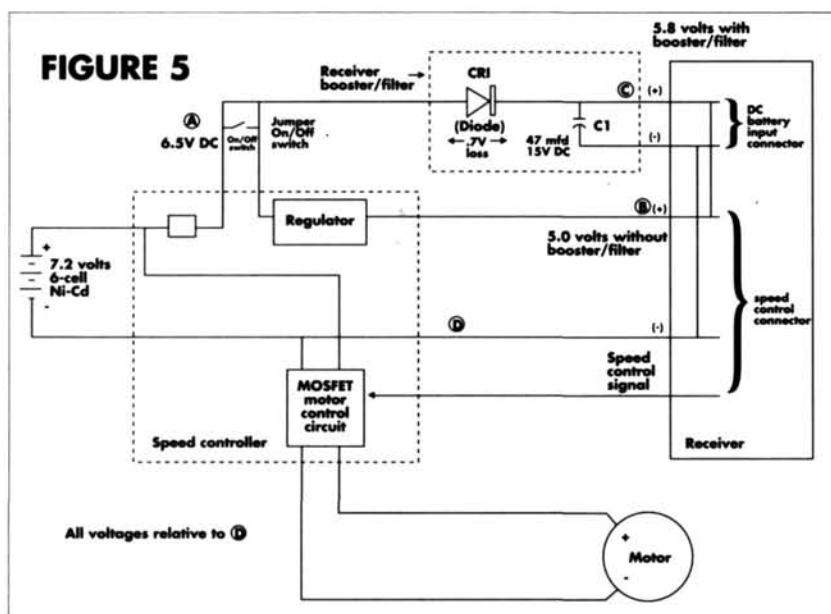 FIGURE 5
5.8 volts with
booster/filter
Receiver
booster/filter
CRI
(Diode)
.7V
loss
C1
47 mfd
15V DC
Ⓒ
(+)
(-)
DC
battery
input
connector
Ⓐ
6.5V DC
On/Off
switch
Jumper
On/Off
switch
Regulator
Ⓑ
(+)
5.0 volts without
booster/filter
+
7.2 volts
6-cell
Ni-Cd
-
Ⓓ
(-)
speed
control
connector
Speed
control
signal
MOSFET
motor
control
circuit
Speed controller
Receiver
All voltages relative to Ⓓ
+
Motor
-